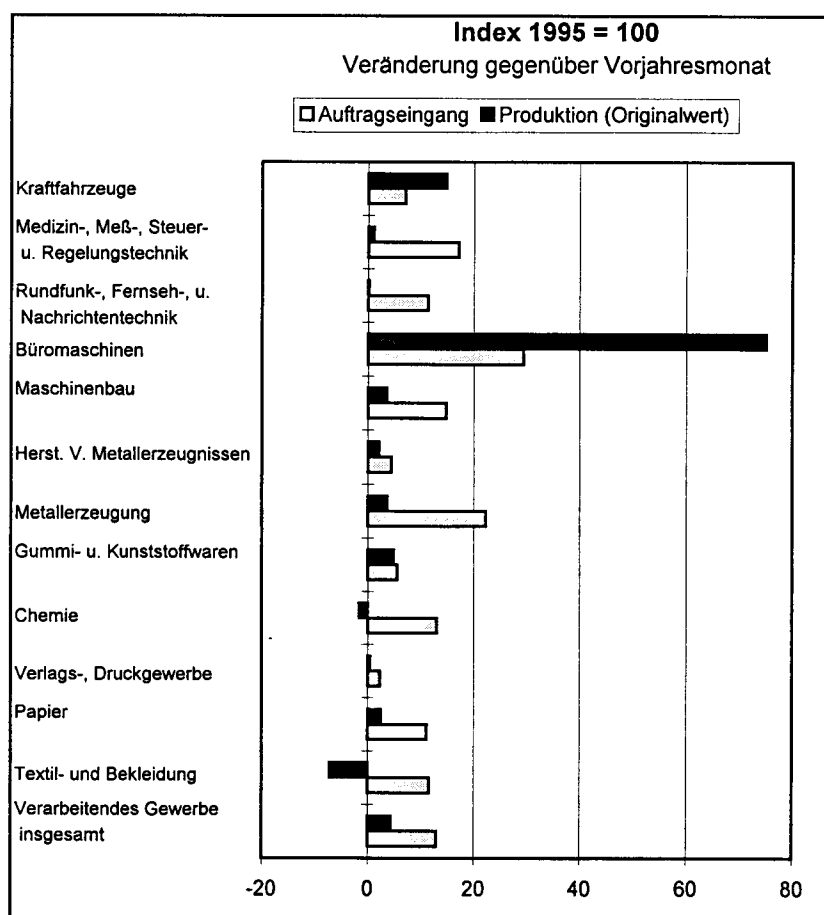 Index 1995 = 100
Veränderung gegenüber Vorjahresmonat
Auftragseingang Produktion (Originalwert)
Kraftfahrzeuge
Medizin-, Meß-, Steuer-
u. Regelungstechnik
Rundfunk-, Fernseh-, u.
Nachrichtentechnik
Büromaschinen
Maschinenbau
Herst. V. Metallerzeugnissen
Metallerzeugung
Gummi- u. Kunststoffwaren
Chemie
Verlags-, Druckgewerbe
Papier
Textil- und Bekleidung
Verarbeitendes Gewerbe
insgesamt
-20 0 20 40 60 80